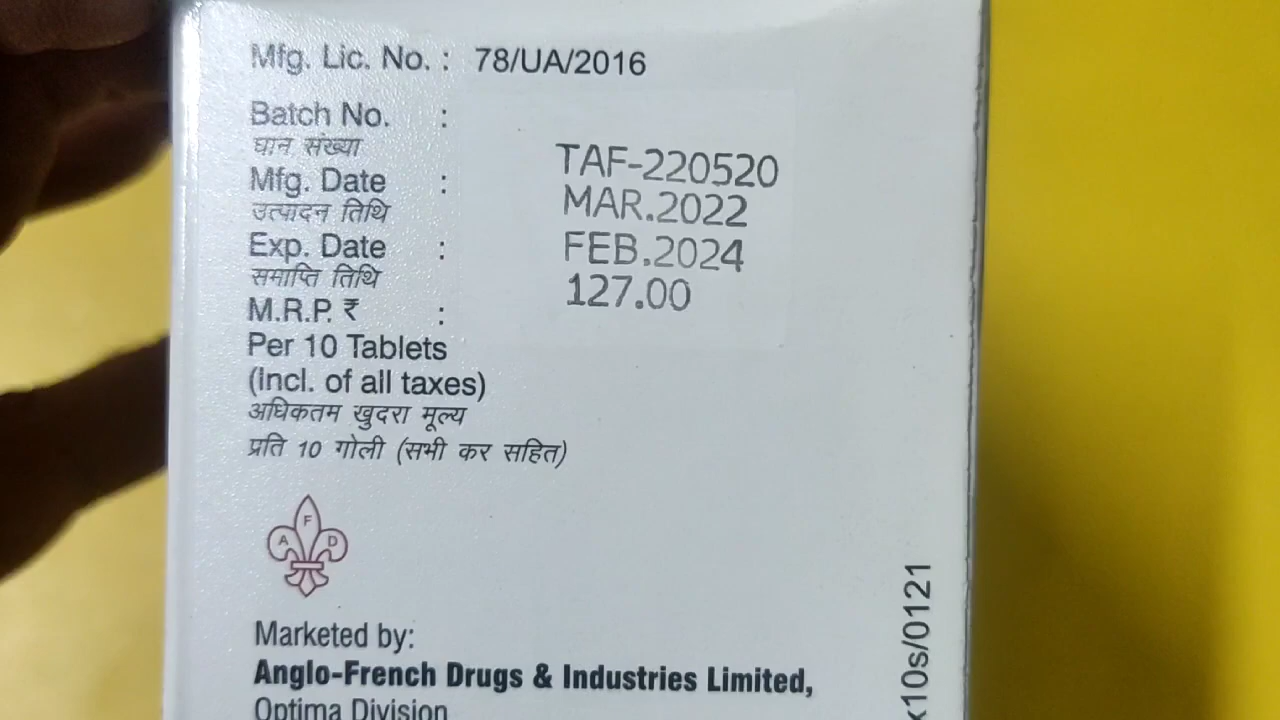 Mfg. Lic. No. : 78/UA/2016
Batch No. :
घान संख्या
TAF-220520
Mfg. Date :
उत्पादन तिथि
MAR.2022
Exp. Date :
समाप्ति तिथि
FEB.2024
M.R.P. ₹ :
127.00
Per 10 Tablets
(incl. of all taxes)
अधिकतम खुदरा मूल्य
प्रति 10 गोली (सभी कर सहित)
A F D
Marketed by:
Anglo-French Drugs & Industries Limited,
Optima Division
x10s/0121